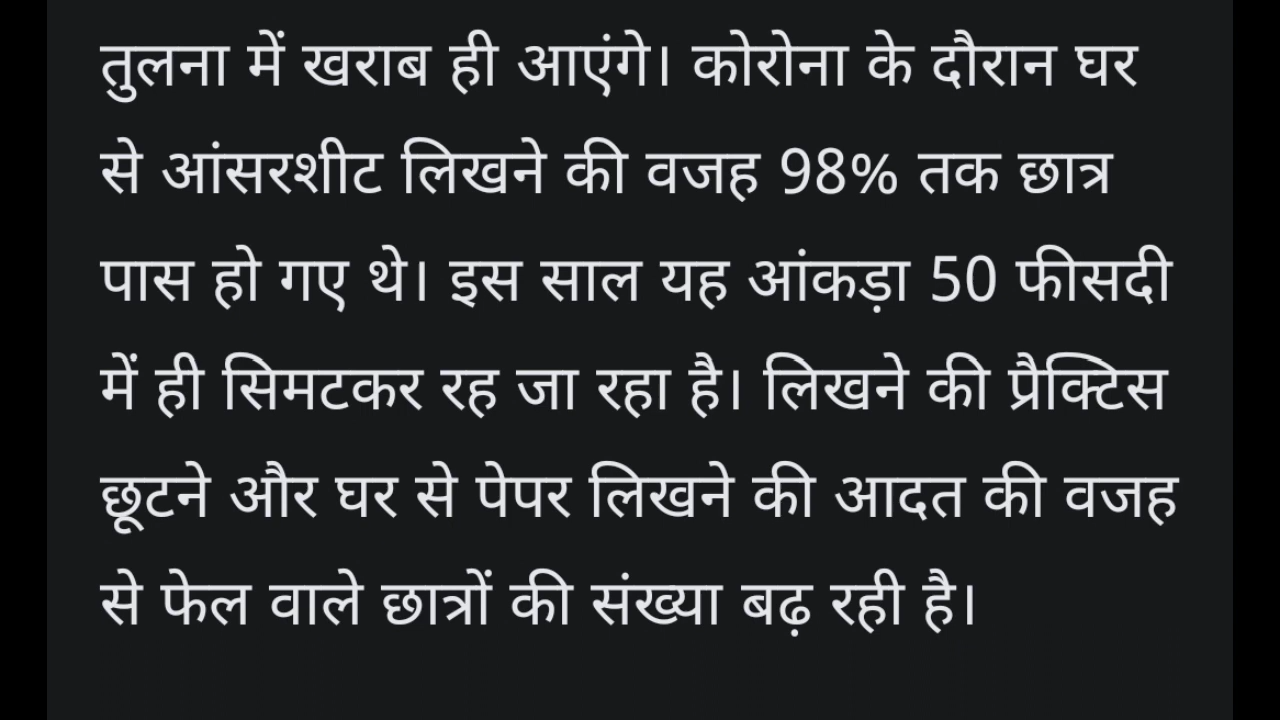 तुलना में खराब ही आएंगे। कोरोना के दौरान घर
से आंसरशीट लिखने की वजह 98% तक छात्र
पास हो गए थे। इस साल यह आंकड़ा 50 फीसदी
में ही सिमटकर रह जा रहा है। लिखने की प्रैक्टिस
छूटने और घर से पेपर लिखने की आदत की वजह
से फेल वाले छात्रों की संख्या बढ़ रही है।